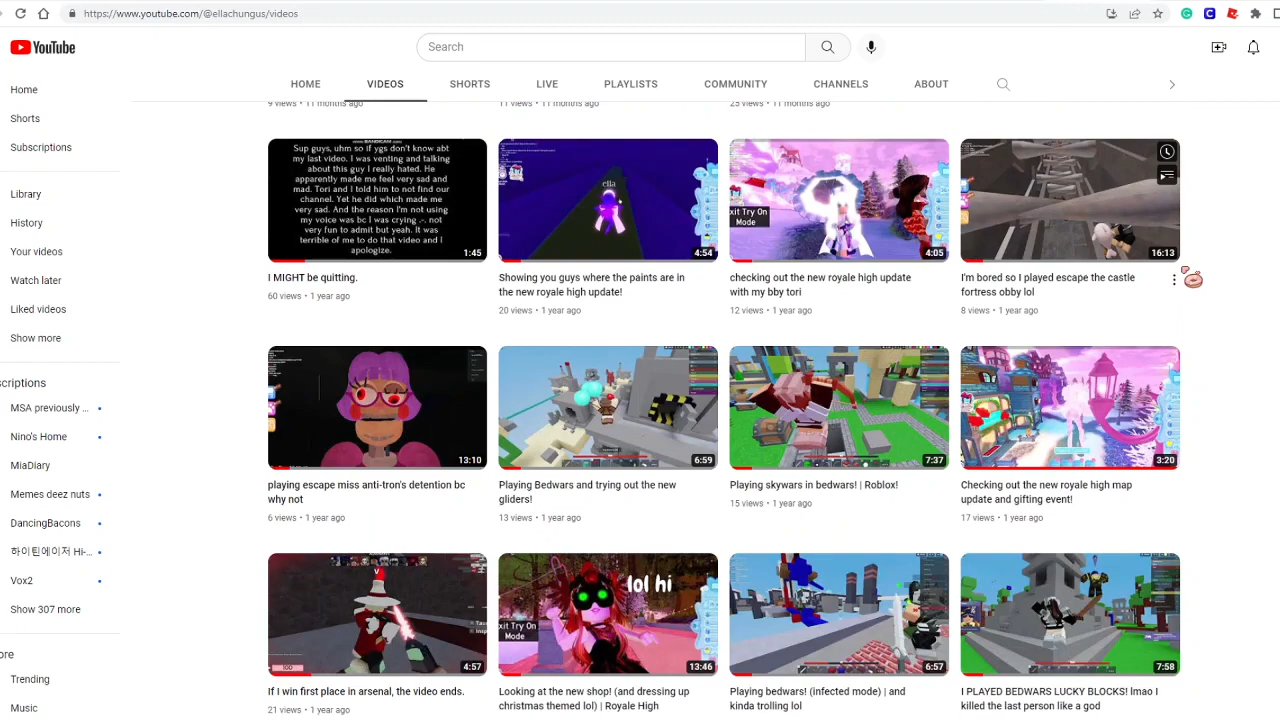 https://www.youtube.com/@ellachungus/videos
YouTube
Search
HOME
VIDEOS
SHORTS
LIVE
PLAYLISTS
COMMUNITY
CHANNELS
ABOUT
Home
Shorts
Subscriptions
Library
History
Your videos
Watch later
Liked videos
Show more
scriptions
MSA previously ...
Nino's Home
MiaDiary
Memes deez nuts
DancingBacons
하이틴에이저 Hi-...
Vox2
Show 307 more
ore
Trending
Music
9 views • 11 months ago
11 views • 11 months ago
25 views • 11 months ago
Sup guys, uhm so if ygs don't know abt
my last video. I was venting and talking
about this guy I really hated. He
apparently made me feel very sad and
mad. Tori and I told him to not find our
channel. Yet he did which made me
very sad. And the reason I'm not using
my voice was bc I was crying .-. not
very fun to admit but yeah. It was
terrible of me to do that video and I
apologize.
1:45
I MIGHT be quitting.
60 views • 1 year ago
ella
4:54
Showing you guys where the paints are in
the new royale high update!
20 views • 1 year ago
xit Try On
Mode
4:05
checking out the new royale high update
with my bby tori
12 views • 1 year ago
16:13
I'm bored so I played escape the castle
fortress obby lol
8 views • 1 year ago
13:10
playing escape miss anti-tron's detention bc
why not
6 views • 1 year ago
6:59
Playing Bedwars and trying out the new
gliders!
13 views • 1 year ago
7:37
Playing skywars in bedwars! | Roblox!
15 views • 1 year ago
3:20
Checking out the new royale high map
update and gifting event!
17 views • 1 year ago
100
4:57
If I win first place in arsenal, the video ends.
21 views • 1 year ago
lol hi
xit Try On
Mode
13:46
Looking at the new shop! (and dressing up
christmas themed lol) | Royale High
6:57
Playing bedwars! (infected mode) | and
kinda trolling lol
7:58
I PLAYED BEDWARS LUCKY BLOCKS! lmao I
killed the last person like a god